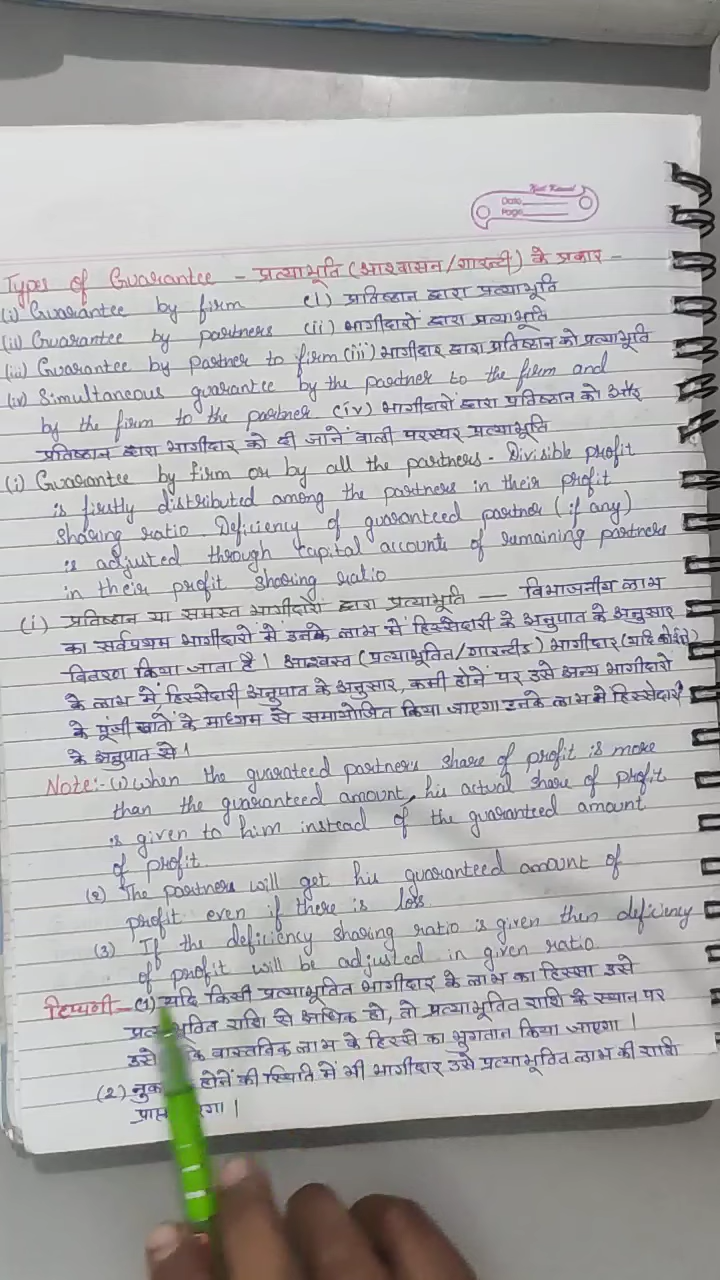 Date
Page
Types of Guarantee - प्रत्याभूति (आश्वासन/गारन्टी) के प्रकार -
(i) Guarantee by firm (i) प्रतिष्ठान द्वारा प्रत्याभूति
(ii) Guarantee by partners (ii) भागीदारों द्वारा प्रत्याभूति
(iii) Guarantee by partner to firm (iii) भागीदार द्वारा प्रतिष्ठान को प्रत्याभूति
(iv) Simultaneous guarantee by the partner to the firm and
by the firm to the partner (iv) भागीदारों द्वारा प्रतिष्ठान को और
प्रतिष्ठान द्वारा भागीदार को दी जाने वाली परस्पर प्रत्याभूति
(i) Guarantee by firm or by all the partners - Divisible profit
is firstly distributed among the partners in their profit
sharing ratio. Deficiency of guaranteed partner (if any)
is adjusted through capital accounts of remaining partners
in their profit sharing ratio
(i) प्रतिष्ठान या समस्त भागीदारों द्वारा प्रत्याभूति — विभाजनीय लाभ
का सर्वप्रथम भागीदारों में उनके लाभ में हिस्सेदारी के अनुपात के अनुसार
वितरण किया जाता है। आश्वस्त (प्रत्याभूतित/गारन्टीड) भागीदार (यदि कोई हो)
के लाभ में, हिस्सेदारी अनुपात के अनुसार, कमी होने पर उसे अन्य भागीदारो
के पूंजी खातों के माध्यम से समायोजित किया जाएगा उनके लाभ मे हिस्सेदारी
के अनुपात से।
Note:- (1) When the guarateed partners share of profit is more
than the guaranteed amount, his actual share of profit
is given to him instead of the guaranteed amount
of profit.
(2) The partners will get his guaranteed amount of
profit even if there is loss
(3) If the deficiency sharing ratio is given then deficiency
of profit will be adjusted in given ratio
टिप्पणी - (1) यदि किसी प्रत्याभूतित भागीदार के लाभ का हिस्सा उसे
राशि से अधिक हो, तो प्रत्याभूतित राशि के स्थान पर
उसे वास्तविक लाभ के हिस्से का भुगतान किया जाएगा।
(2) होने की स्थिति में भी भागीदार उसे प्रत्याभूतित लाभ की राशि